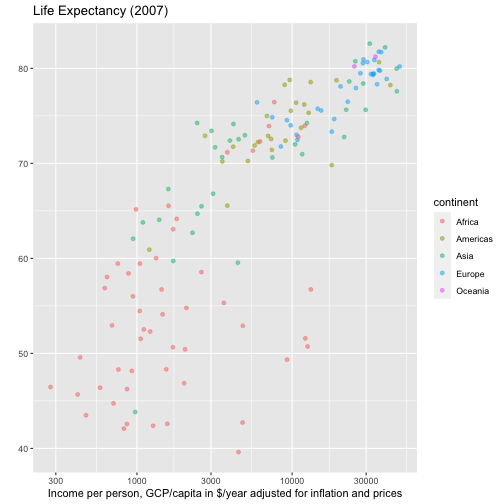 Life Expectancy (2007)
80
70
60
50
40
300
1000
3000
10000
30000
Income per person, GCP/capita in $/year adjusted for inflation and prices
continent
Africa
Americas
Asia
Europe
Oceania